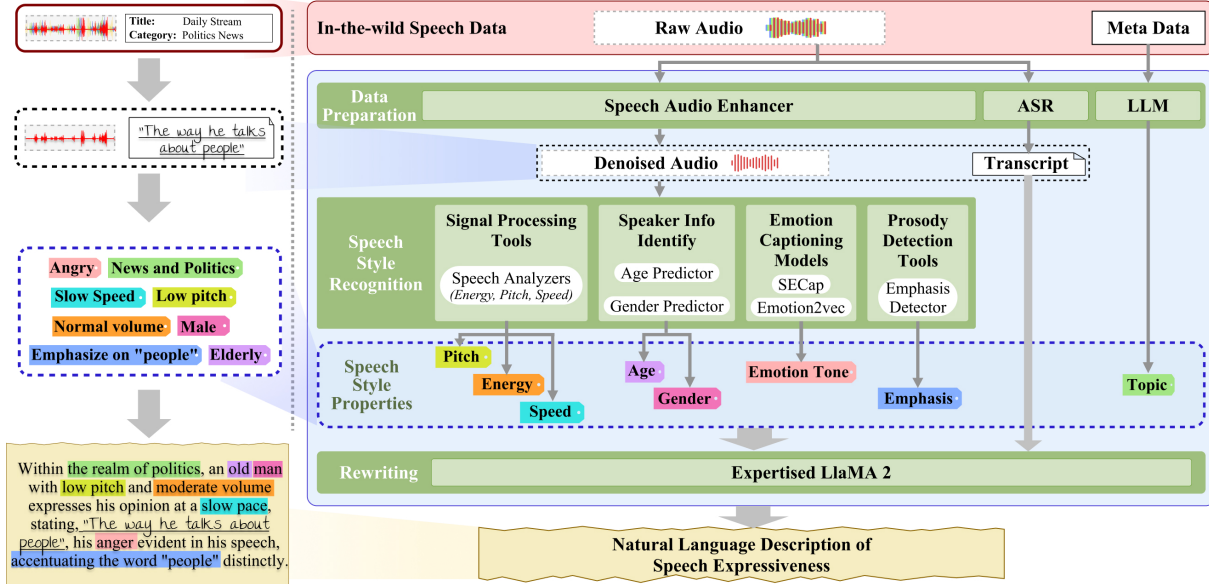 Title: Daily Stream
Category: Politics News
"The way he talks
about people"
Angry
News and Politics
Slow Speed
Low pitch
Normal volume
Male
Emphasize on "people"
Elderly
Within the realm of politics, an old man
with low pitch and moderate volume
expresses his opinion at a slow pace,
stating, "The way he talks about
people", his anger evident in his speech,
accentuating the word "people" distinctly.
In-the-wild Speech Data
Raw Audio
Meta Data
Data
Preparation
Speech Audio Enhancer
ASR
LLM
Denoised Audio
Transcript
Speech
Style
Recognition
Signal Processing
Tools
Speech Analyzers
(Energy, Pitch, Speed)
Speaker Info
Identify
Age Predictor
Gender Predictor
Emotion
Captioning
Models
SECap
Emotion2vec
Prosody
Detection
Tools
Emphasis
Detector
Speech
Style
Properties
Pitch
Energy
Speed
Age
Gender
Emotion Tone
Emphasis
Topic
Rewriting
Expertised LlaMA 2
Natural Language Description of
Speech Expressiveness